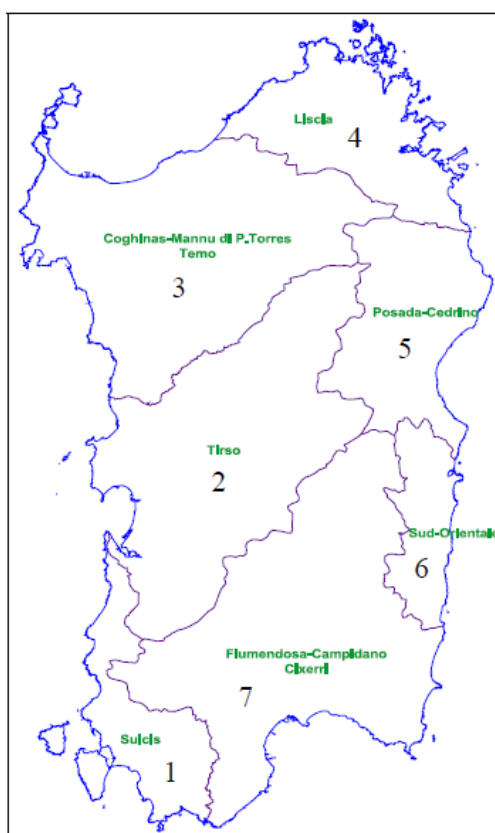 Liscia
4
Coghinas-Mannu di P.Torres
Temo
3
Posada-Cedrino
5
Tirso
2
Sud-Orientale
6
Flumendosa-Campidano
Cixerri
7
Sulcis
1